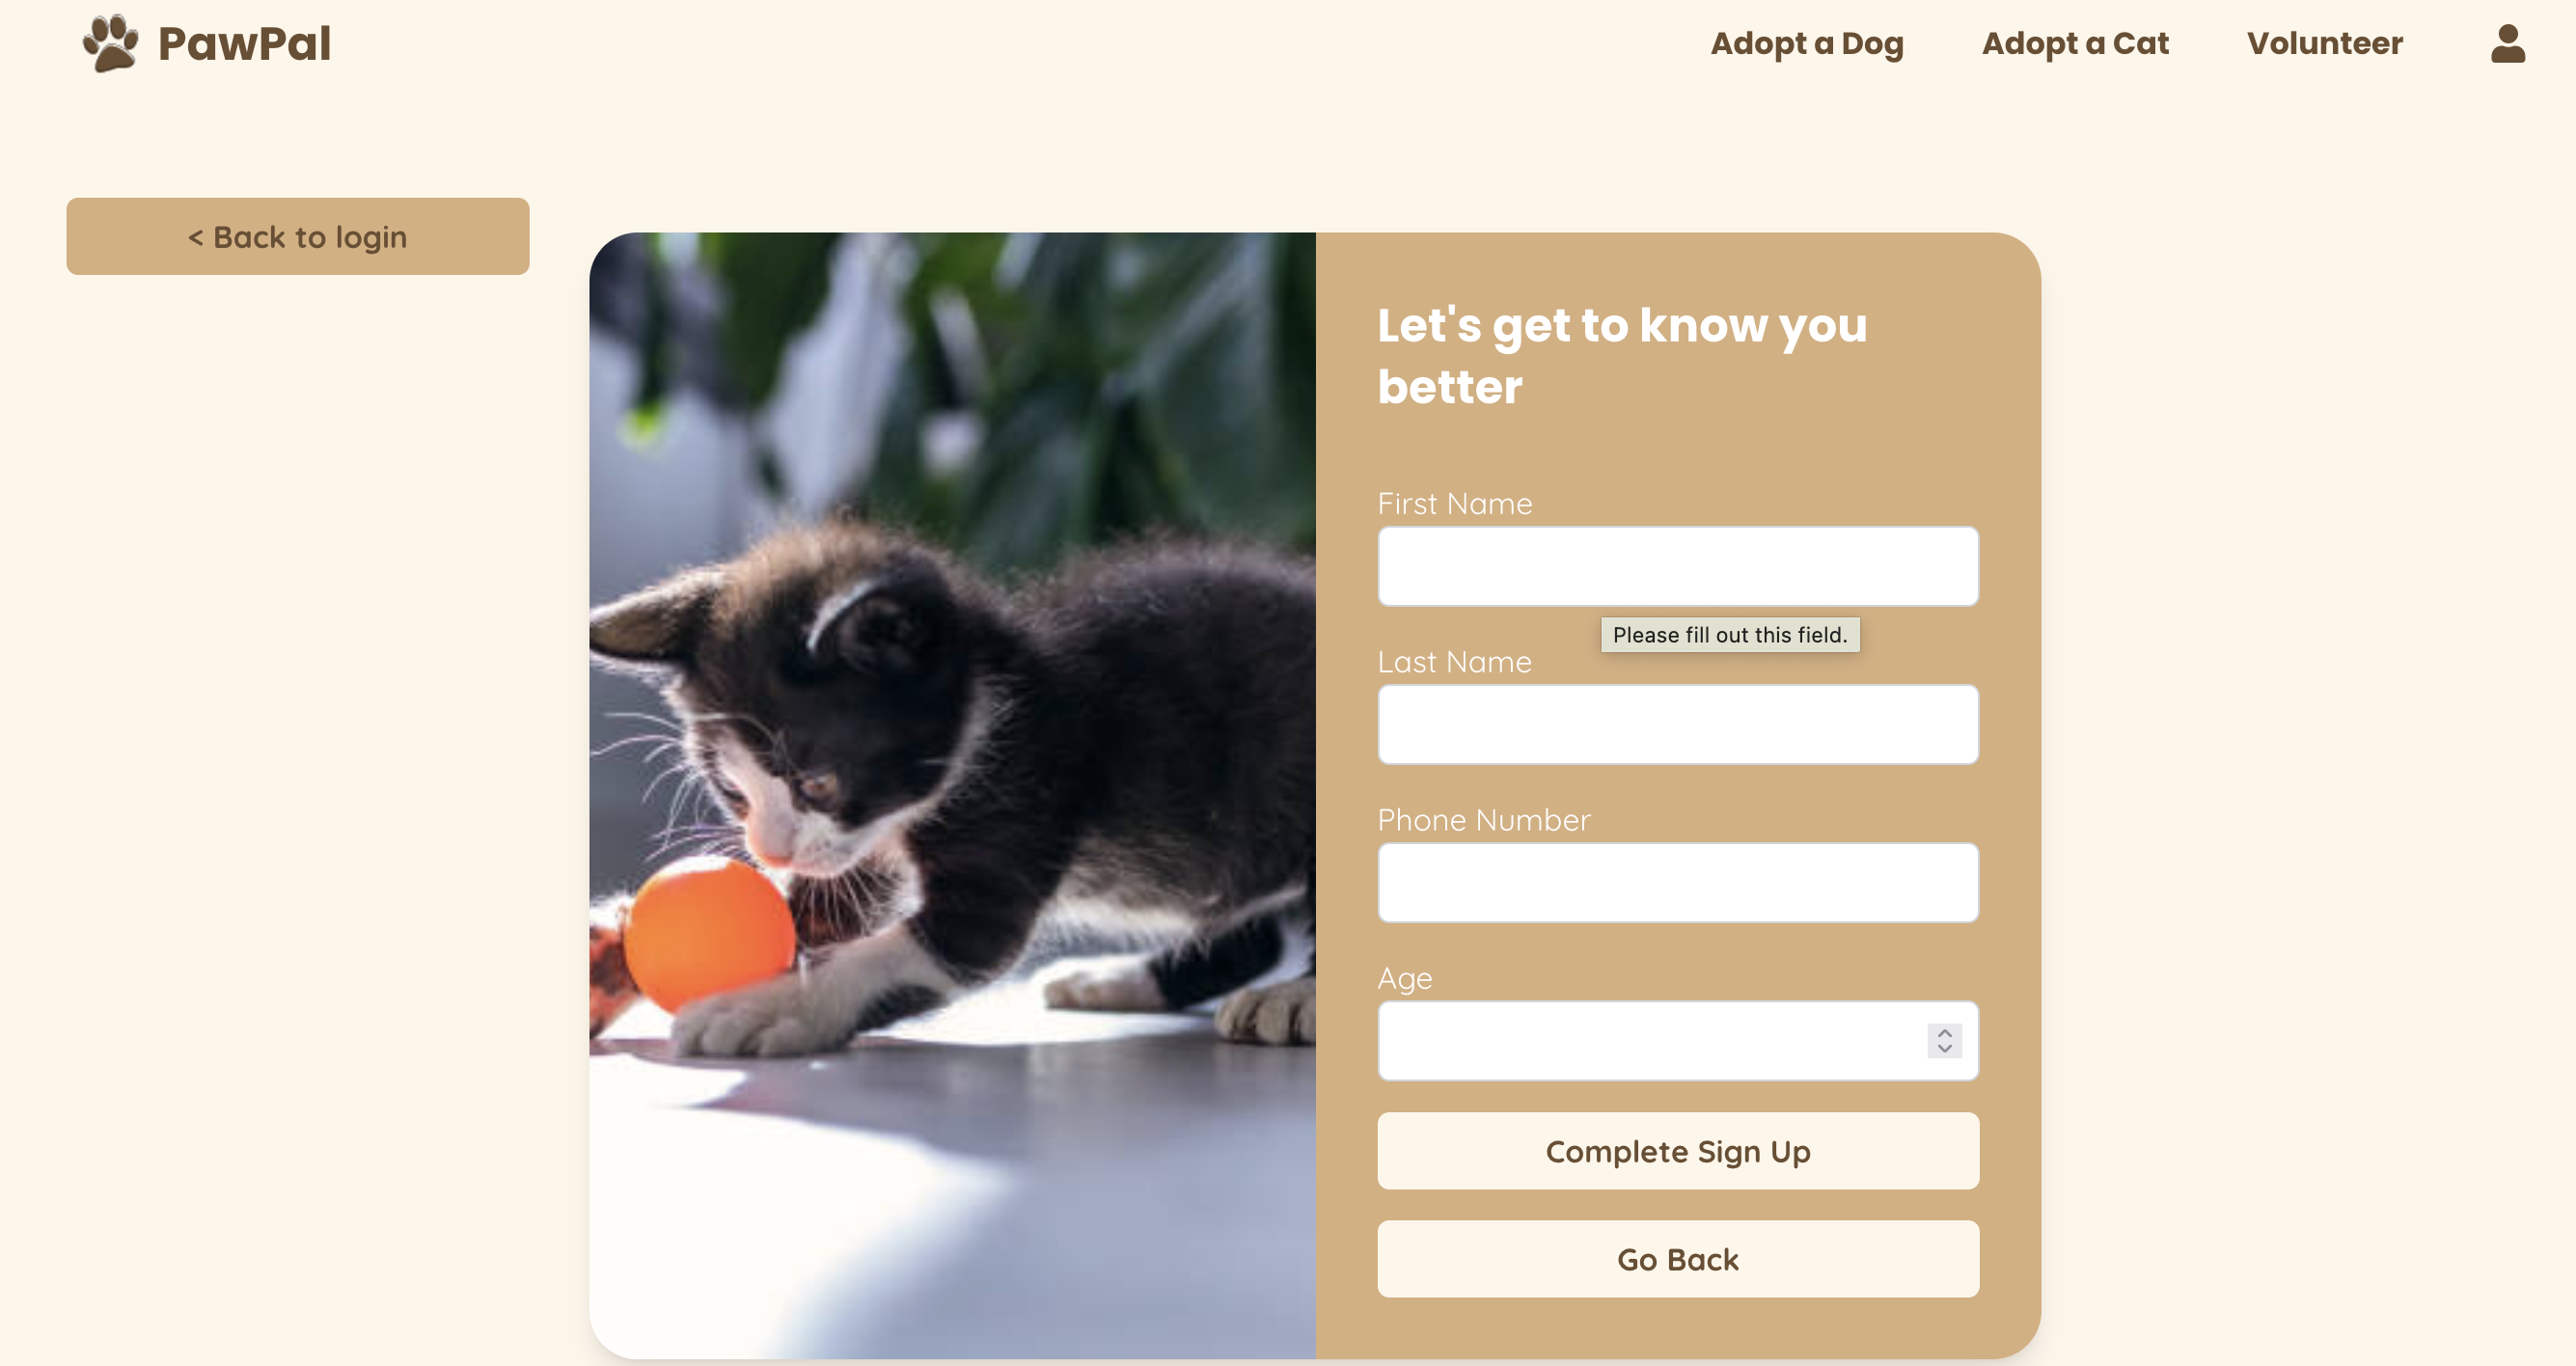 PawPal
Adopt a Dog
Adopt a Cat
Volunteer
< Back to login
Let's get to know you
better
First Name
Please fill out this field.
Last Name
Phone Number
Age
Complete Sign Up
Go Back